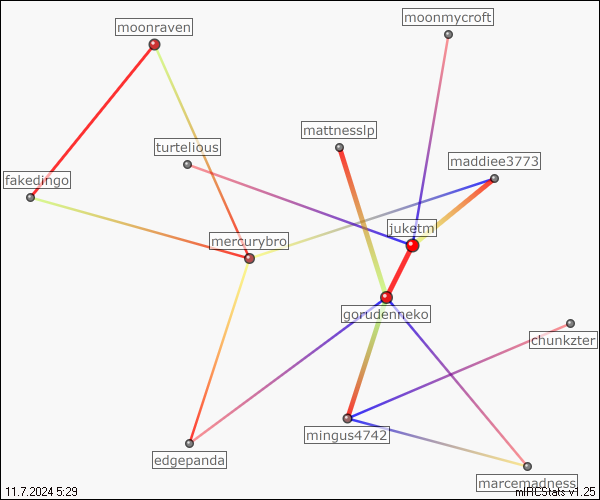 moonmycroft
moonraven
mattnesslp
turtelious
maddiee3773
fakedingo
juketm
mercurybro
gorudenneko
chunkzter
mingus4742
edgepanda
marcemadness
11.7.2024 5:29
mIRCStats v1.25